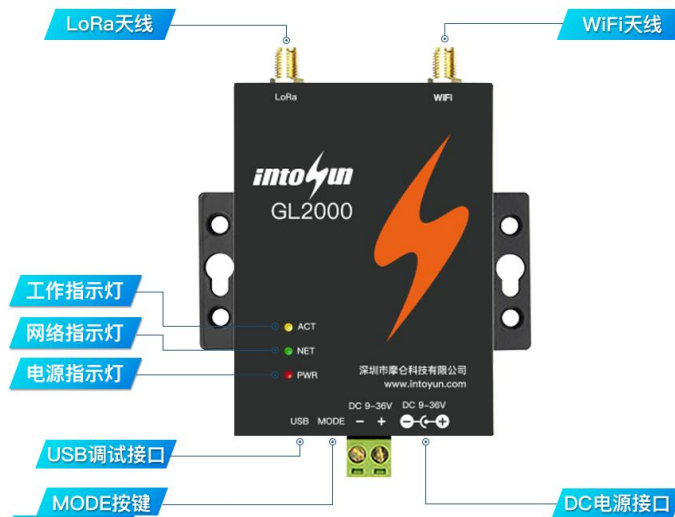 LoRa天线
WiFi天线
LoRa
WiFi
intoyun
GL2000
工作指示灯
ACT
网络指示灯
NET
电源指示灯
PWR
深圳市摩仑科技有限公司
www.intoyun.com
DC 9-36V
DC 9-36V
USB
MODE
− +
− +
USB调试接口
MODE按键
DC电源接口